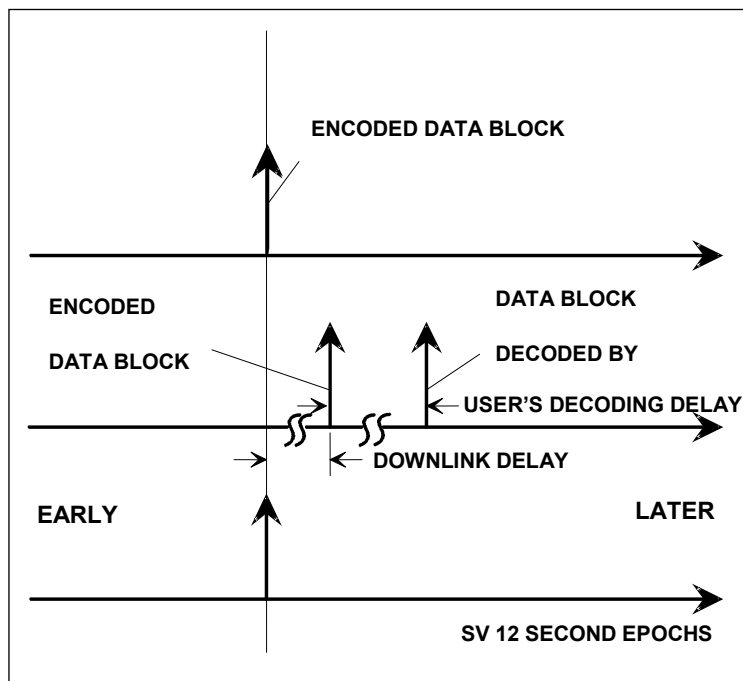 ENCODED DATA BLOCK
ENCODED
DATA BLOCK
DATA BLOCK
DECODED BY
USER'S DECODING DELAY
DOWNLINK DELAY
EARLY
LATER
SV 12 SECOND EPOCHS